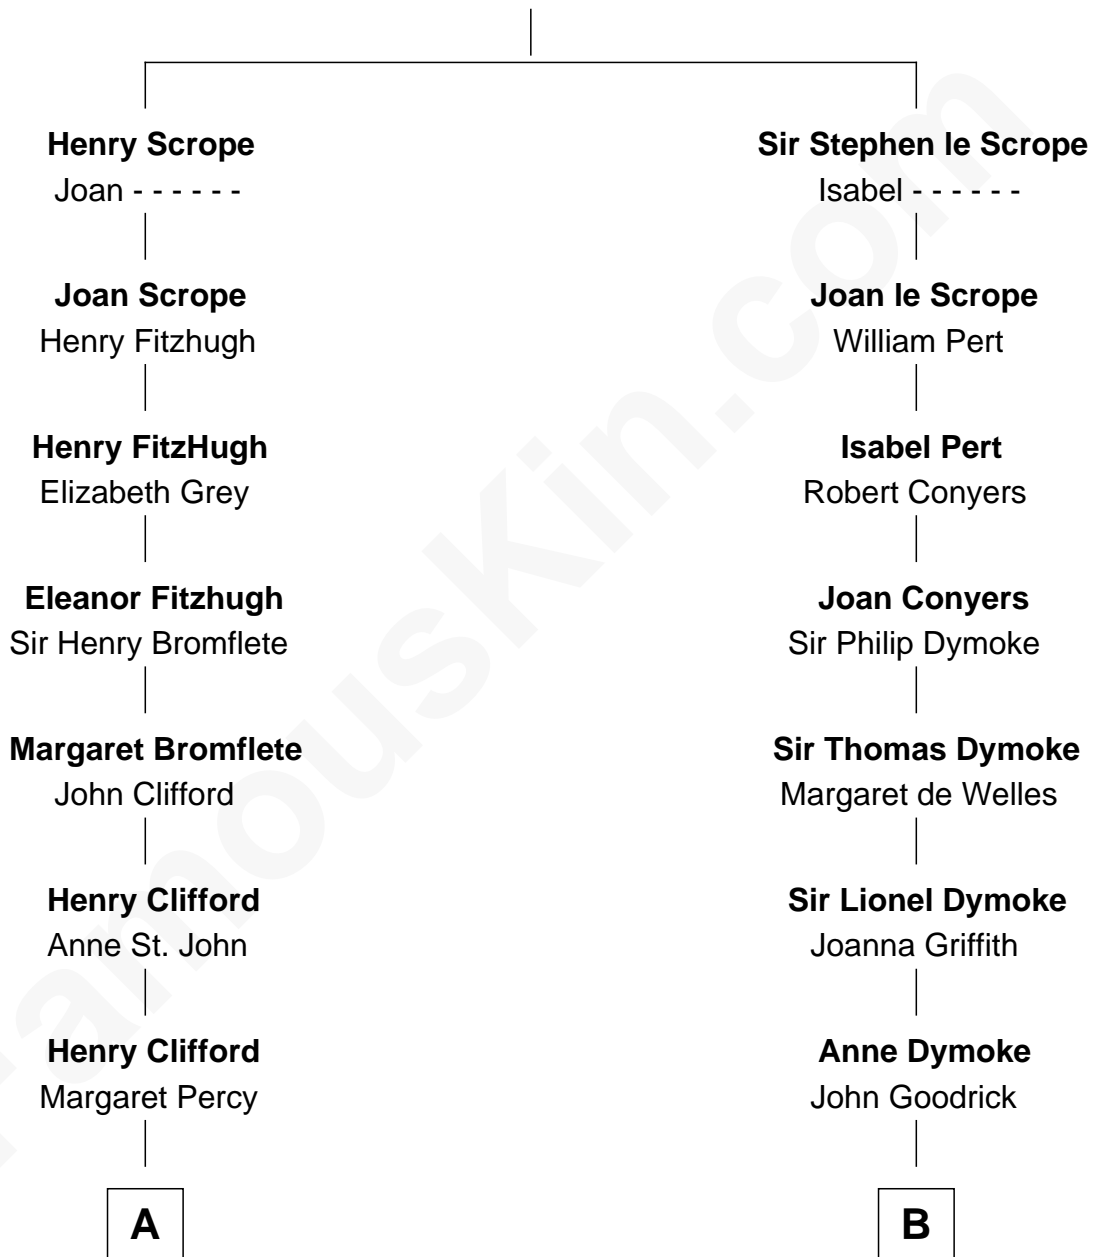 Henry Scrope
Joan - - - - - -
Joan Scrope
Henry Fitzhugh
Henry FitzHugh
Elizabeth Grey
Eleanor Fitzhugh
Sir Henry Bromflete
Margaret Bromflete
John Clifford
Henry Clifford
Anne St. John
Henry Clifford
Margaret Percy
A
Sir Stephen le Scrope
Isabel - - - - - -
Joan le Scrope
William Pert
Isabel Pert
Robert Conyers
Joan Conyers
Sir Philip Dymoke
Sir Thomas Dymoke
Margaret de Welles
Sir Lionel Dymoke
Joanna Griffith
Anne Dymoke
John Goodrick
B
FamousKin.com